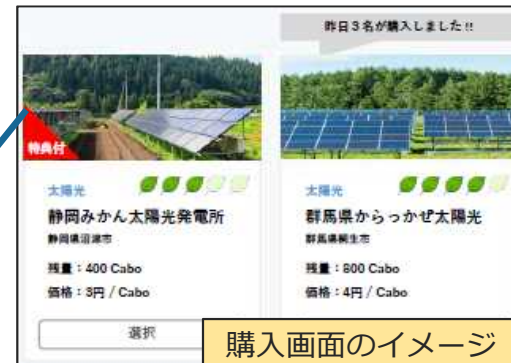 昨日3名が購入しました!!
特典付
太陽光
静岡みかん太陽光発電所
静岡県沼津市
残量：400 Cabo
価格：3円 / Cabo
選択
太陽光
群馬県からっかぜ太陽光
群馬県桐生市
残量：800 Cabo
価格：4円 / Cabo
購入画面のイメージ